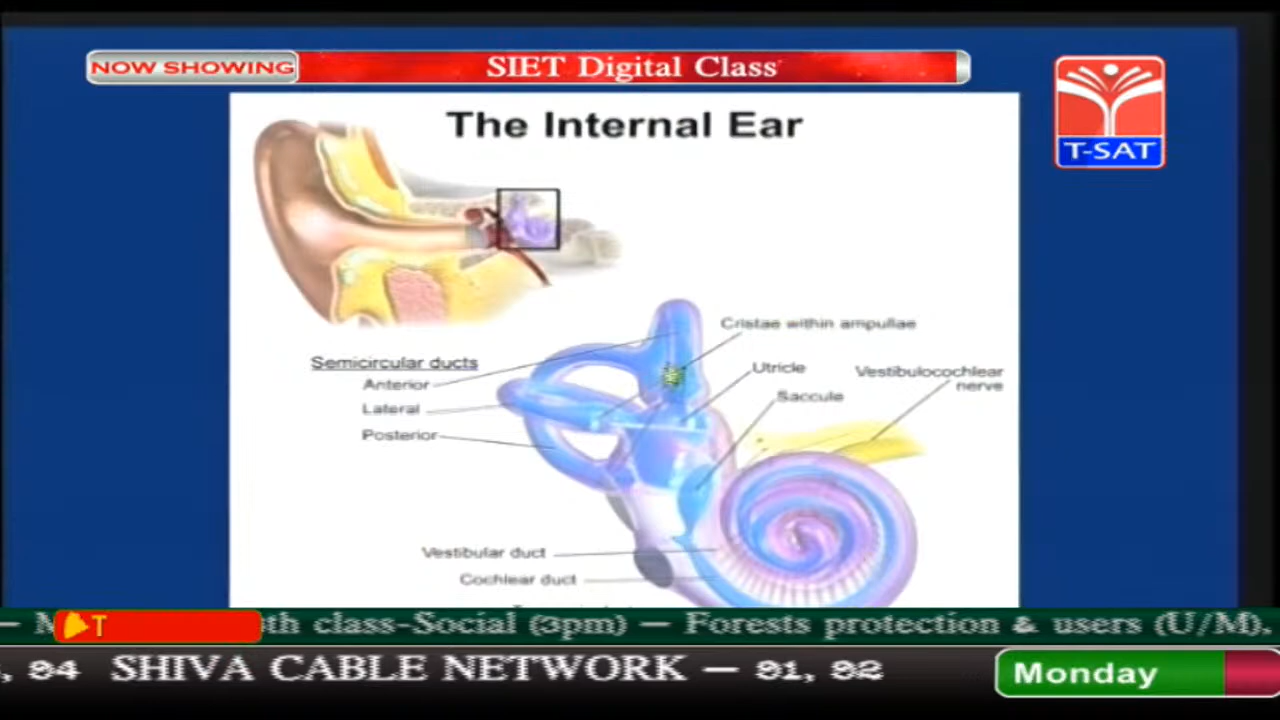 NOW SHOWING
SIET Digital Class
T-SAT
The Internal Ear
Cristae within ampullae
Semicircular ducts
Anterior
Lateral
Posterior
Utricle
Saccule
Vestibulocochlear
nerve
Vestibular duct
Cochlear duct
T
class-Social (3pm) — Forests protection & users (U/M),
94 SHIVA CABLE NETWORK — 91, 92
Monday